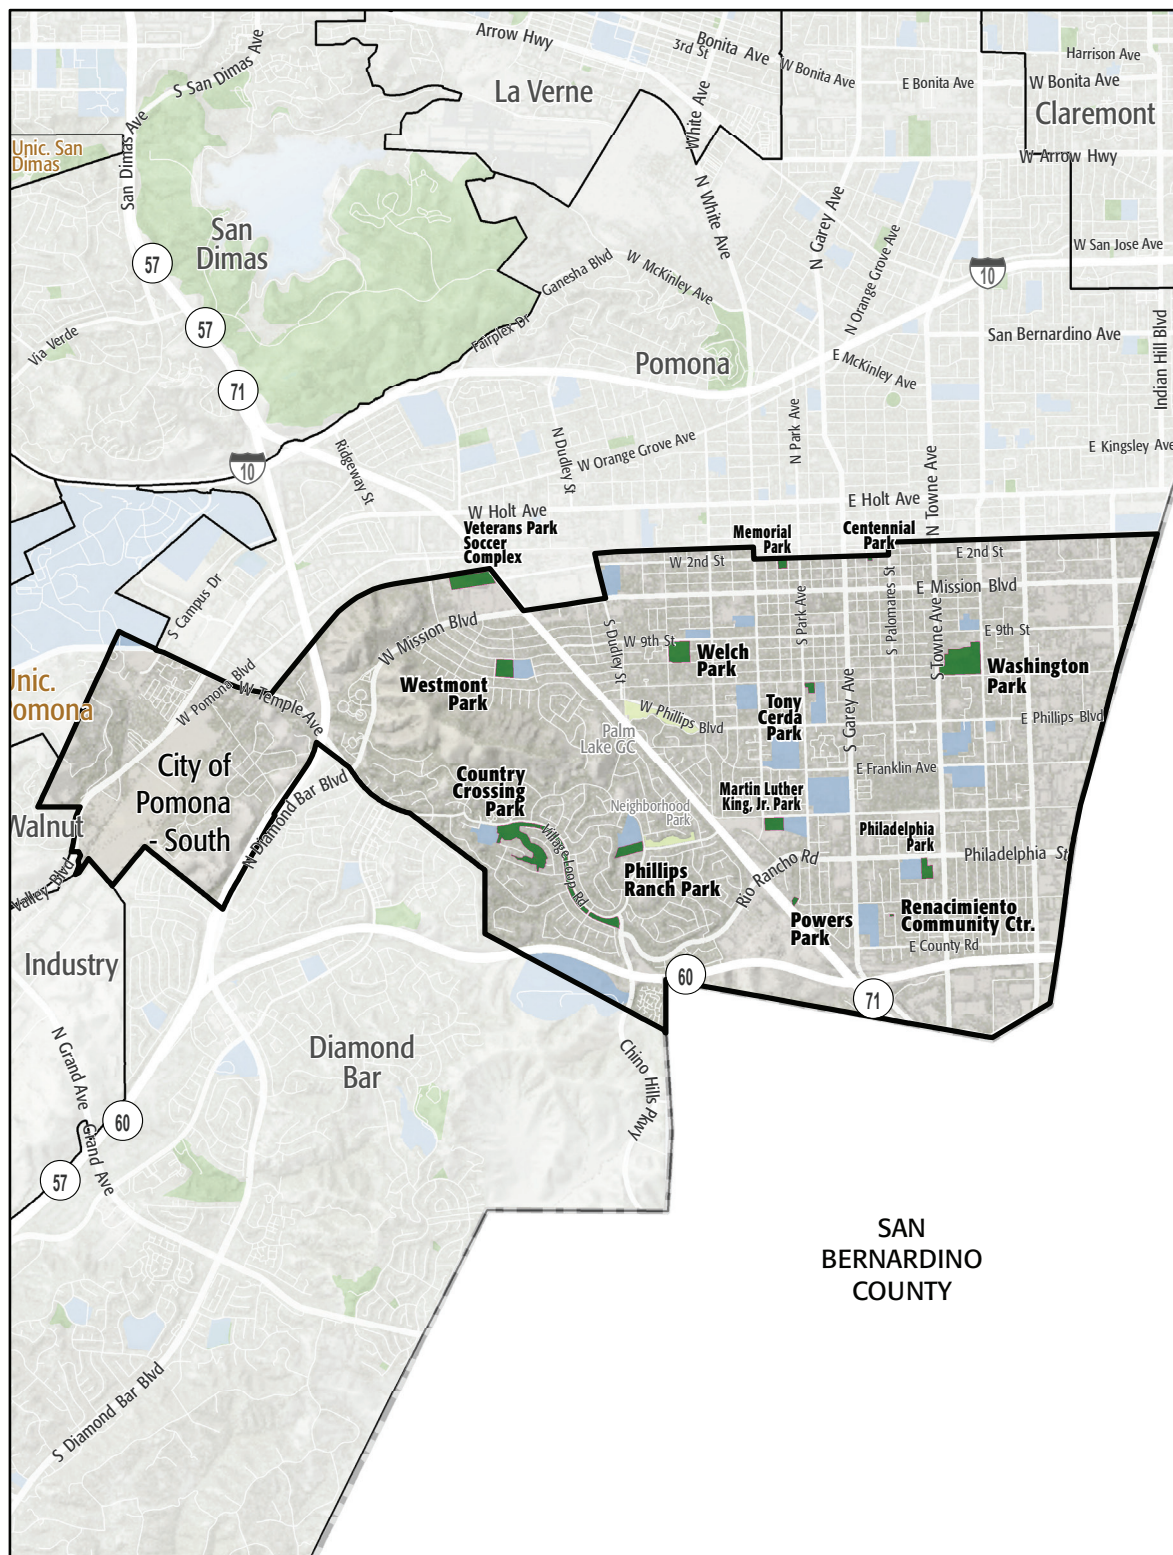 Arrow Hwy
3rd St
Bonita Ave
W Bonita Ave
E Bonita Ave
Harrison Ave
W Bonita Ave
S San Dimas Ave
La Verne
White Ave
Claremont
San Dimas Ave
Unic. San
Dimas
W Arrow Hwy
N White Ave
N Garey Ave
San
Dimas
57
W San Jose Ave
Ganesha Blvd
W McKinley Ave
N Orange Grove Ave
10
57
Via Verde
Fairplex Dr
Pomona
San Bernardino Ave
Indian Hill Blvd
E McKinley Ave
71
N Park Ave
N Dudley St
W Orange Grove Ave
E Kingsley Ave
Ridgeway St
10
N Towne Ave
W Holt Ave
E Holt Ave
Veterans Park
Soccer
Complex
Memorial
Park
Centennial
Park
W 2nd St
E 2nd St
S Campus Dr
E Mission Blvd
S Park Ave
S Palomares St
S Towne Ave
W Mission Blvd
S Dudley St
W 9th St
E 9th St
Welch
Park
Washington
Park
Westmont
Park
Unic.
Pomona
W Pomona Blvd
W Temple Ave
Tony
Cerda
Park
W Phillips Blvd
E Phillips Blvd
S Garey Ave
Palm
Lake GC
City of
Pomona
- South
N Diamond Bar Blvd
Country
Crossing
Park
E Franklin Ave
Martin Luther
King, Jr. Park
Neighborhood
Park
Walnut
Village Loop Rd
Philadelphia
Park
Philadelphia St
Valley Blvd
Phillips
Ranch Park
Rio Rancho Rd
Powers
Park
Renacimiento
Community Ctr.
E County Rd
Industry
60
71
N Grand Ave
Diamond
Bar
Chino Hills Pkwy
60
Grand Ave
57
SAN
BERNARDINO
COUNTY
S Diamond Bar Blvd